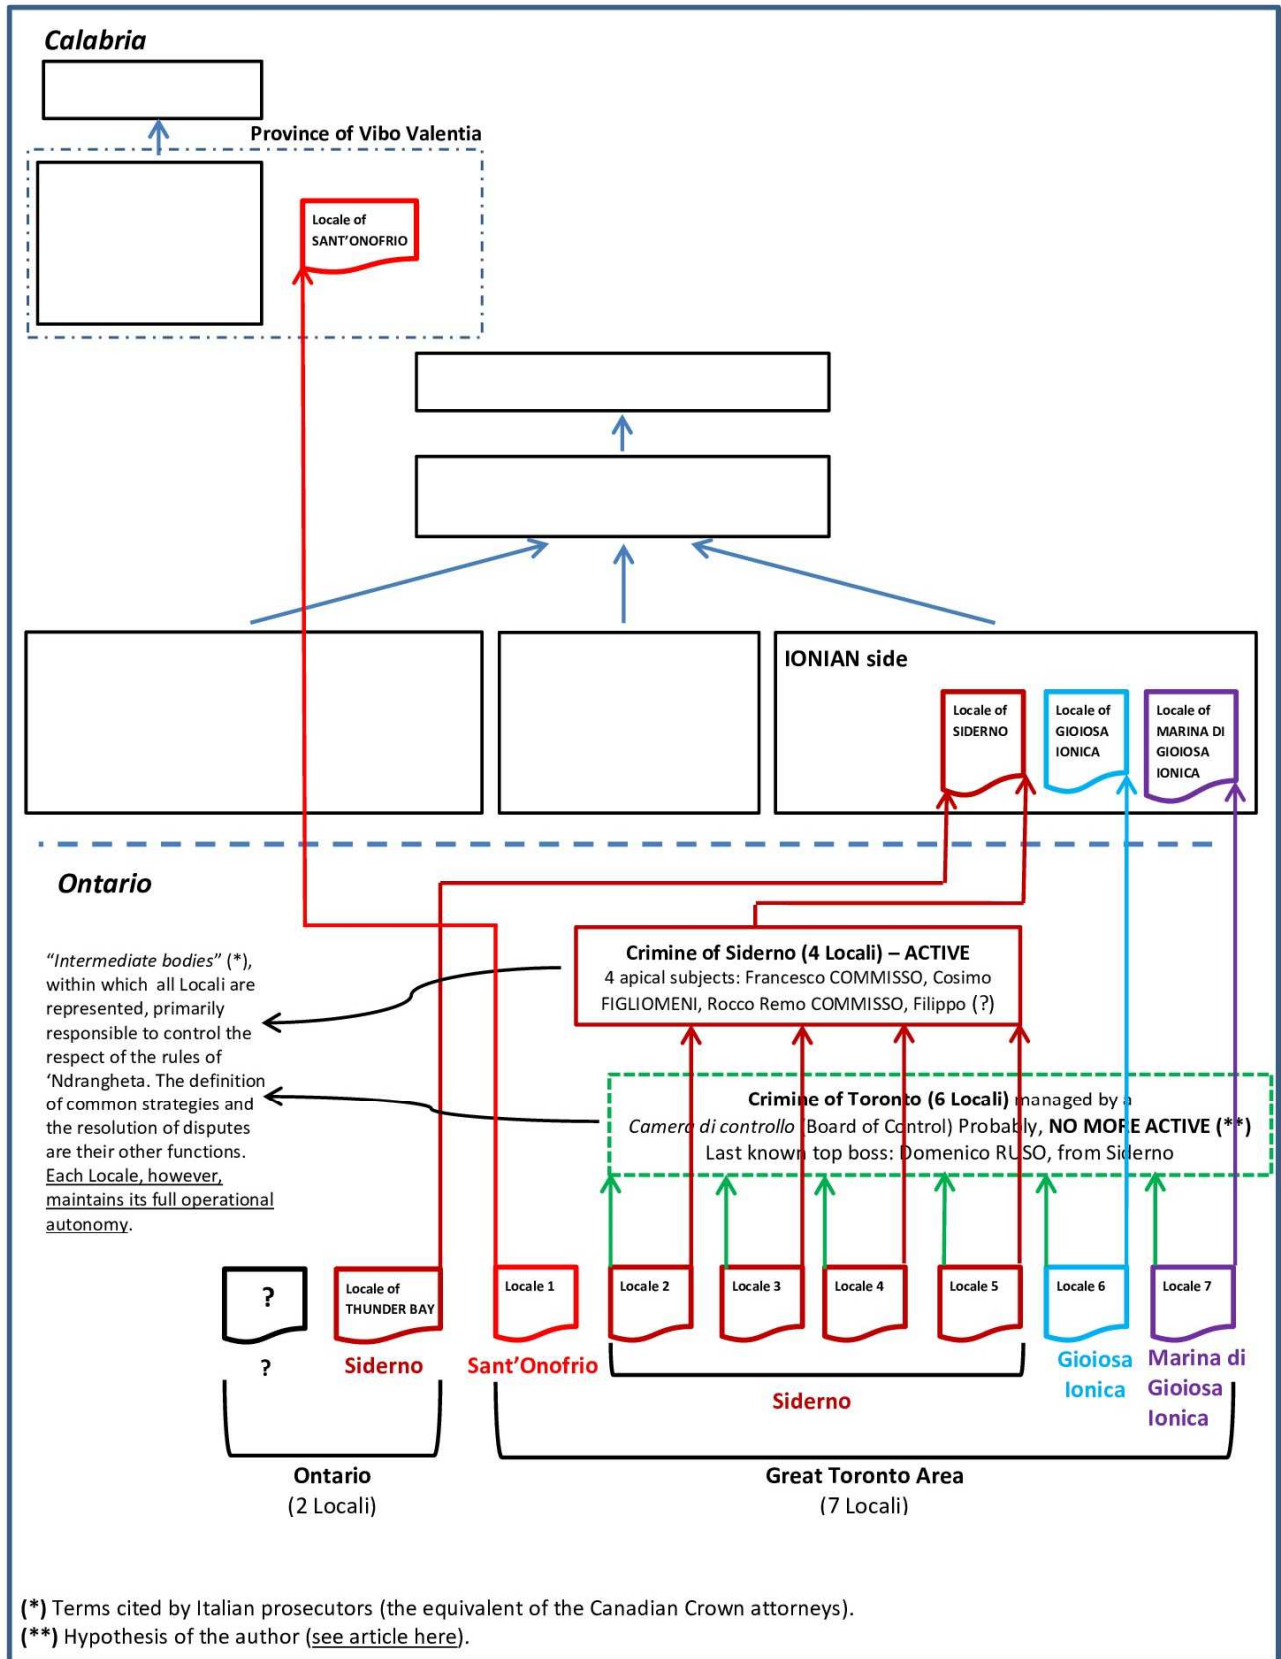 Calabria
Province of Vibo Valentia
Locale of
SANT'ONOFRIO
IONIAN side
Locale of
SIDERNO
Locale of
GIOIOSA
IONICA
Locale of
MARINA DI
GIOIOSA
IONICA
Ontario
"Intermediate bodies" (*),
within which all Locali are
represented, primarily
responsible to control the
respect of the rules of
'Ndrangheta. The definition
of common strategies and
the resolution of disputes
are their other functions.
Each Locale, however,
maintains its full operational
autonomy.
Crimine of Siderno (4 Locali) – ACTIVE
4 apical subjects: Francesco COMMISSO, Cosimo
FIGLIOMENI, Rocco Remo COMMISSO, Filippo (?)
Crimine of Toronto (6 Locali) managed by a
Camera di controllo (Board of Control) Probably, NO MORE ACTIVE (**)
Last known top boss: Domenico RUSO, from Siderno
?
Locale of
THUNDER BAY
Locale 1
Locale 2
Locale 3
Locale 4
Locale 5
Locale 6
Locale 7
?
Siderno
Sant'Onofrio
Siderno
Gioiosa
Ionica
Marina di
Gioiosa
Ionica
Ontario
(2 Locali)
Great Toronto Area
(7 Locali)
(*) Terms cited by Italian prosecutors (the equivalent of the Canadian Crown attorneys).
(**) Hypothesis of the author (see article here).